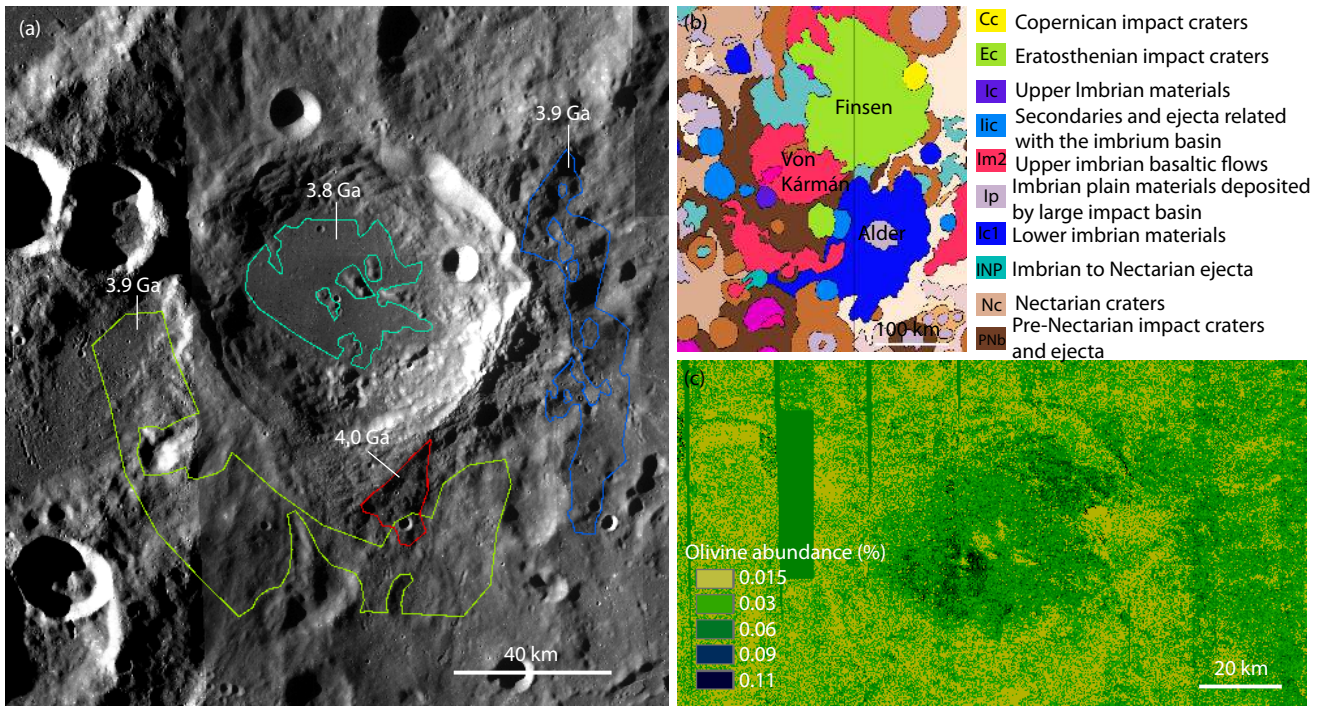 (a)
3.9 Ga
3.8 Ga
3.9 Ga
4,0 Ga
40 km
(b)
Finsen
Von
Kármán
Alder
100 km
Cc Copernican impact craters
Ec Eratosthenian impact craters
Ic Upper Imbrian materials
Iic Secondaries and ejecta related
with the imbrium basin
Im2 Upper imbrian basaltic flows
Ip Imbrian plain materials deposited
by large impact basin
Ic1 Lower imbrian materials
INP Imbrian to Nectarian ejecta
Nc Nectarian craters
PNb Pre-Nectarian impact craters
and ejecta
(c)
Olivine abundance (%)
0.015
0.03
0.06
0.09
0.11
20 km